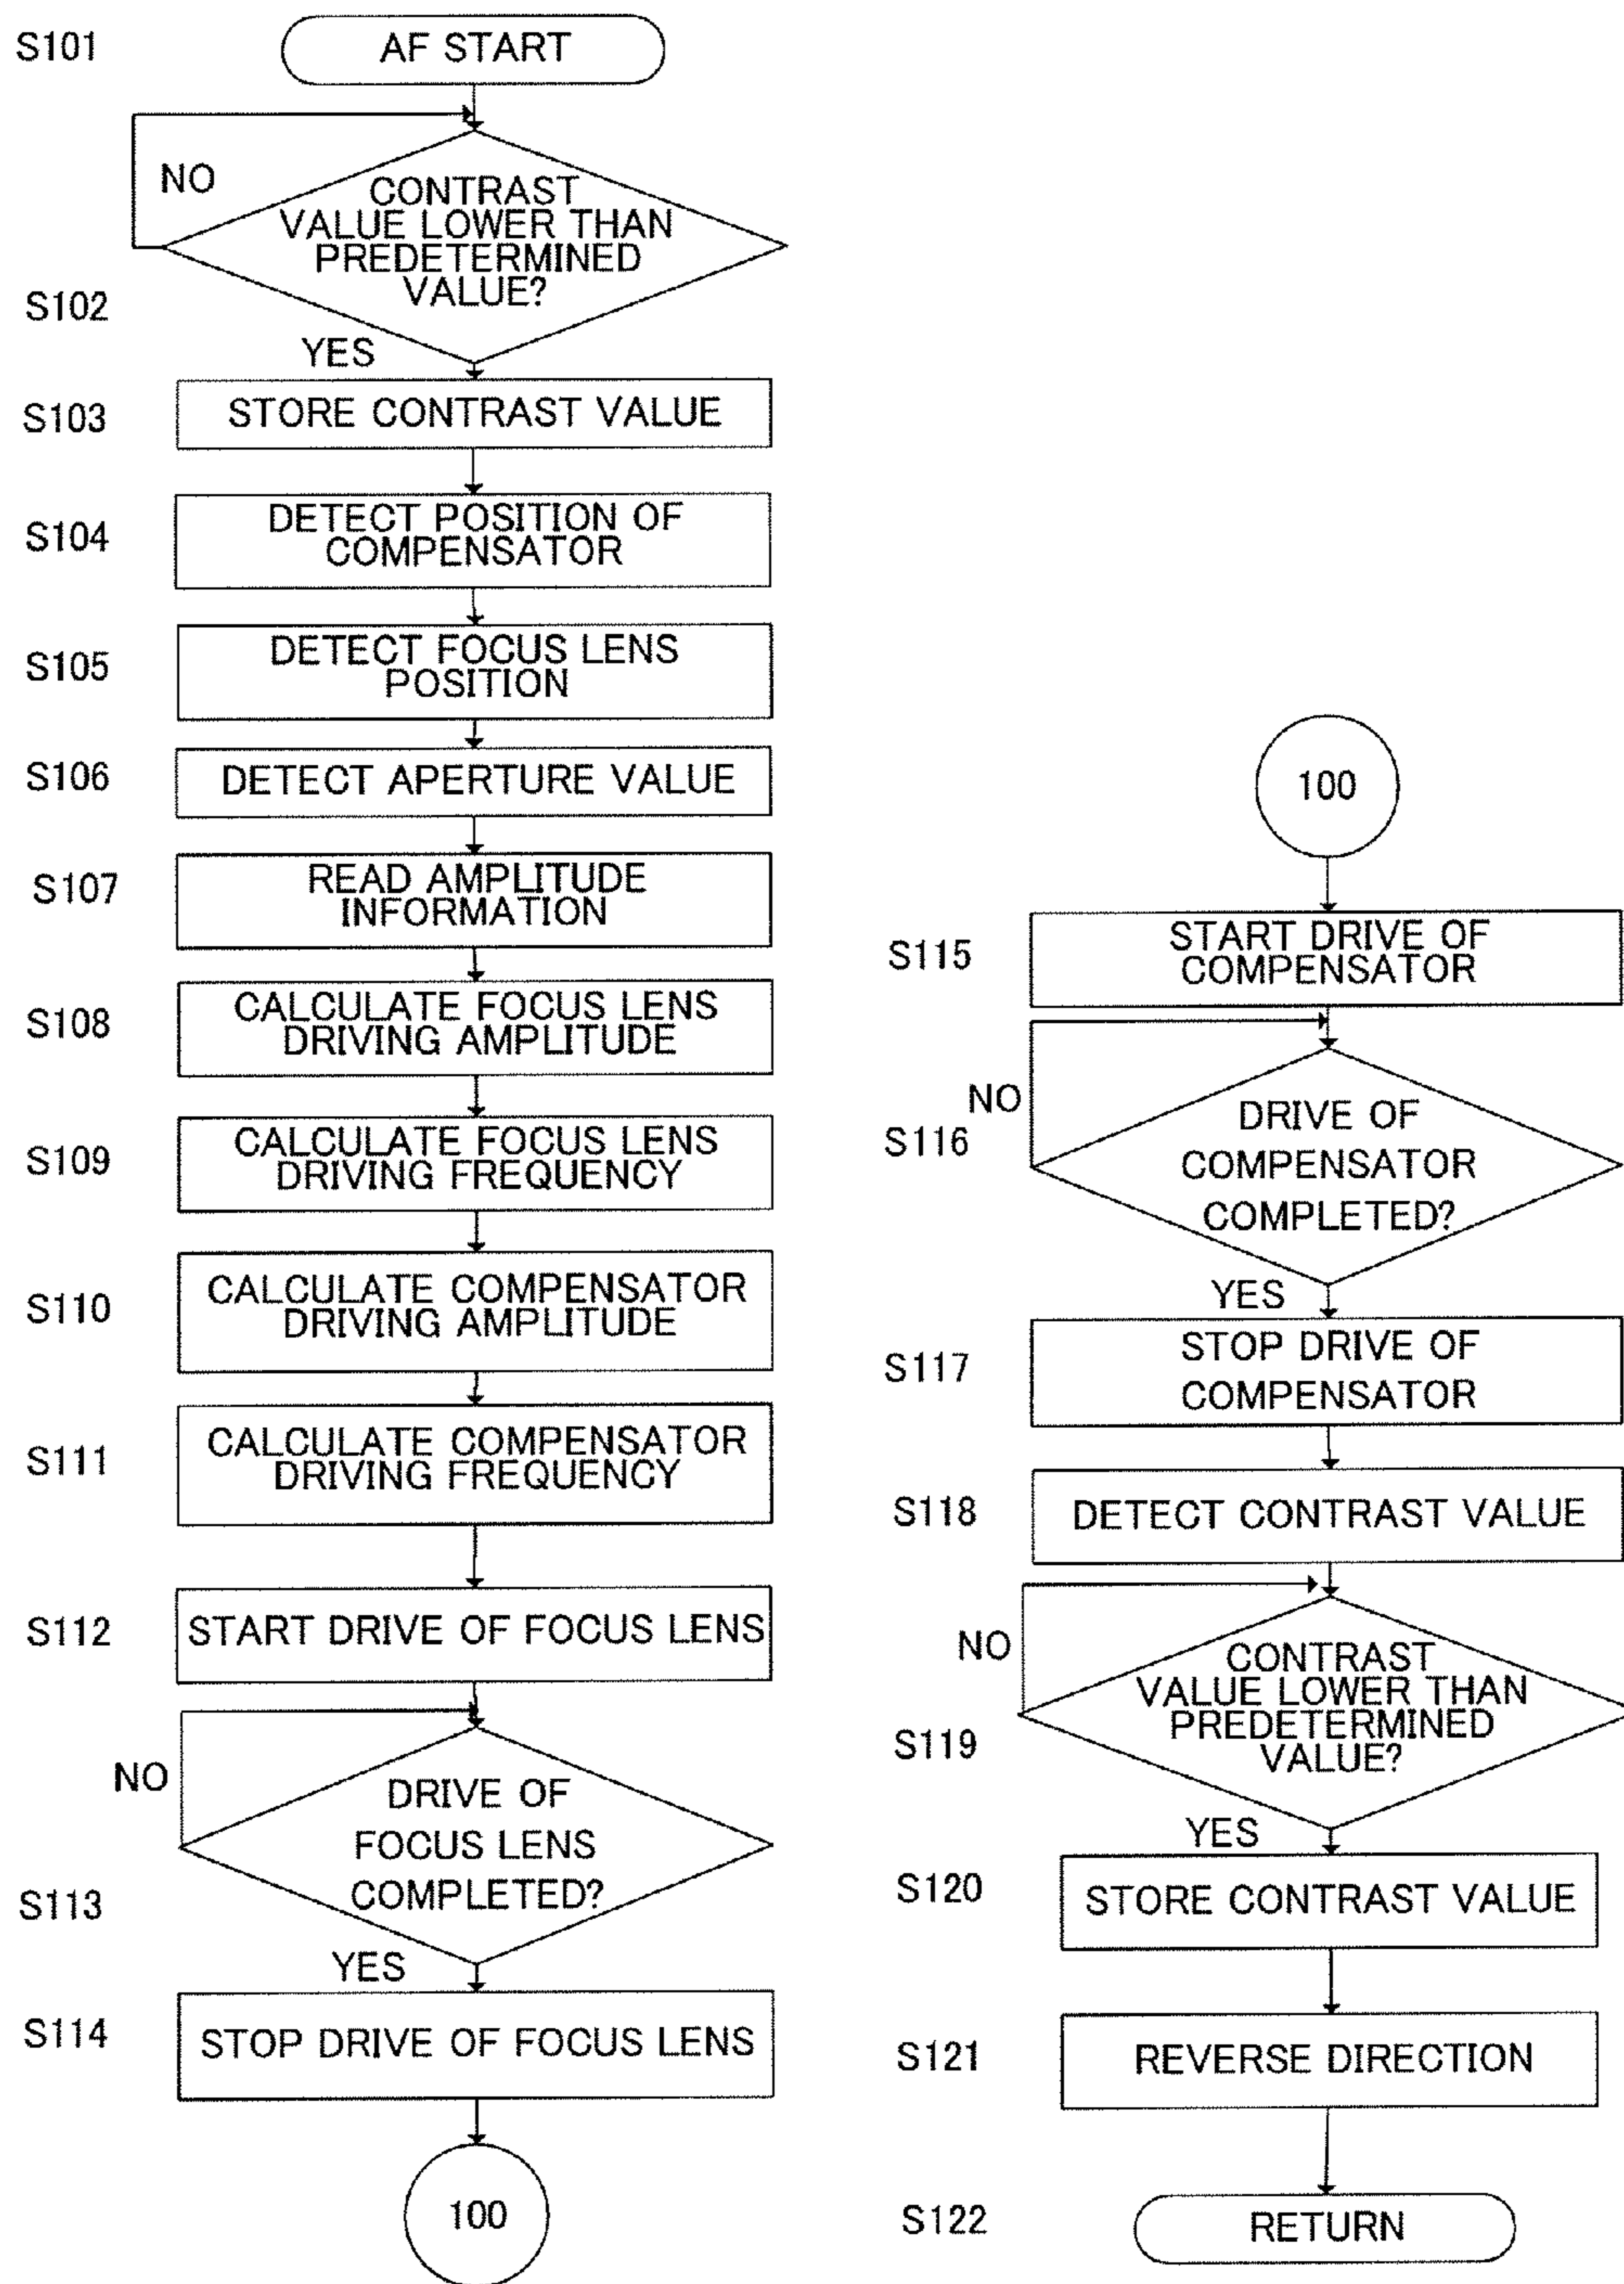 S101
AF START
NO
CONTRAST
VALUE LOWER THAN
PREDETERMINED
VALUE?
S102
YES
S103
STORE CONTRAST VALUE
S104
DETECT POSITION OF
COMPENSATOR
S105
DETECT FOCUS LENS
POSITION
S106
DETECT APERTURE VALUE
S107
READ AMPLITUDE
INFORMATION
S108
CALCULATE FOCUS LENS
DRIVING AMPLITUDE
S109
CALCULATE FOCUS LENS
DRIVING FREQUENCY
S110
CALCULATE COMPENSATOR
DRIVING AMPLITUDE
S111
CALCULATE COMPENSATOR
DRIVING FREQUENCY
S112
START DRIVE OF FOCUS LENS
NO
DRIVE OF
FOCUS LENS
COMPLETED?
S113
YES
S114
STOP DRIVE OF FOCUS LENS
100
100
S115
START DRIVE OF
COMPENSATOR
NO
S116
DRIVE OF
COMPENSATOR
COMPLETED?
YES
S117
STOP DRIVE OF
COMPENSATOR
S118
DETECT CONTRAST VALUE
NO
CONTRAST
VALUE LOWER THAN
PREDETERMINED
VALUE?
S119
YES
S120
STORE CONTRAST VALUE
S121
REVERSE DIRECTION
S122
RETURN